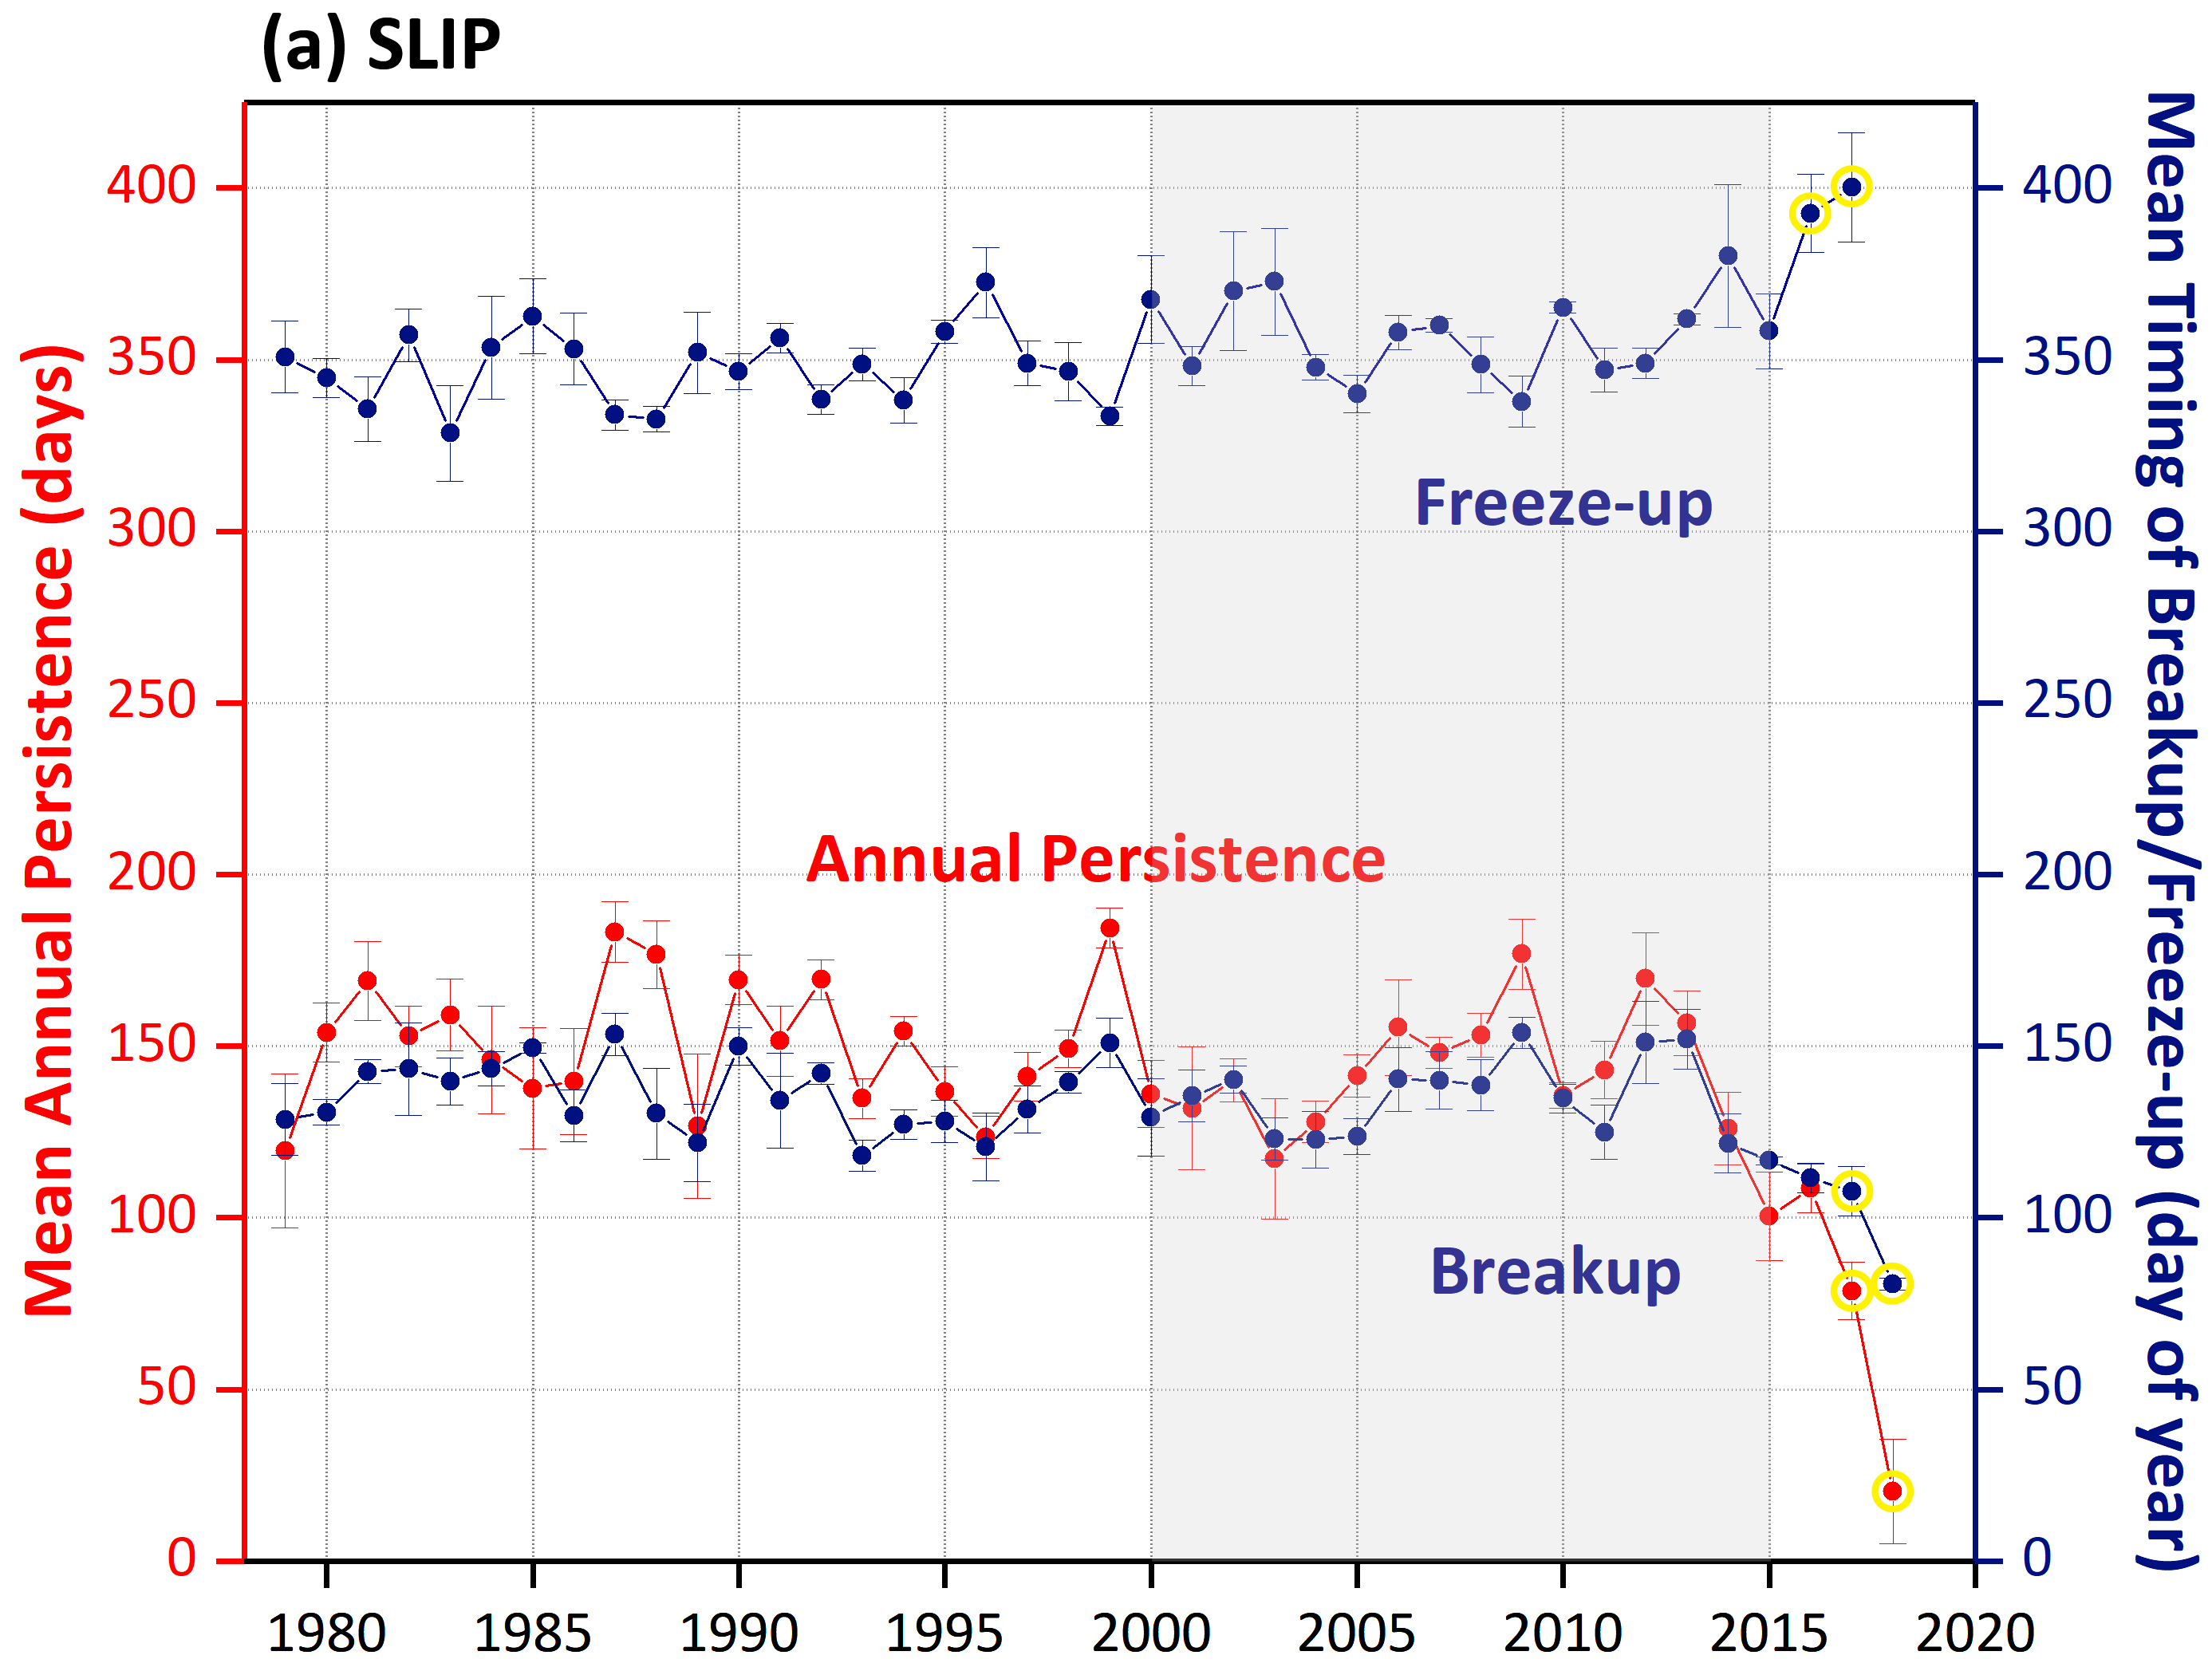 (a) SLIP
Mean Annual Persistence (days)
400
350
300
250
200
150
100
50
0
Freeze-up
Annual Persistence
Breakup
400
350
300
250
200
150
100
50
0
Mean Timing of Breakup/Freeze-up (day of year)
1980 1985 1990 1995 2000 2005 2010 2015 2020